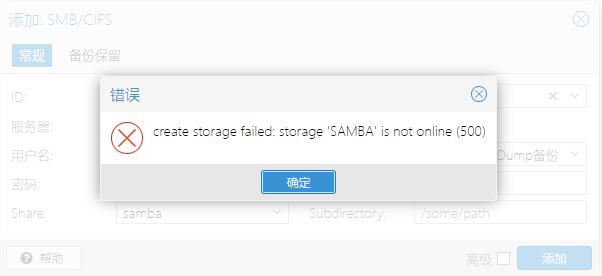 添加: SMB/CIFS
常规 备份保留
错误
ID:
create storage failed: storage 'SAMBA' is not online (500)
服务器:
用户名: Dump备份
密码:
确定
Share: samba Subdirectory: /some/path
帮助 高级 添加